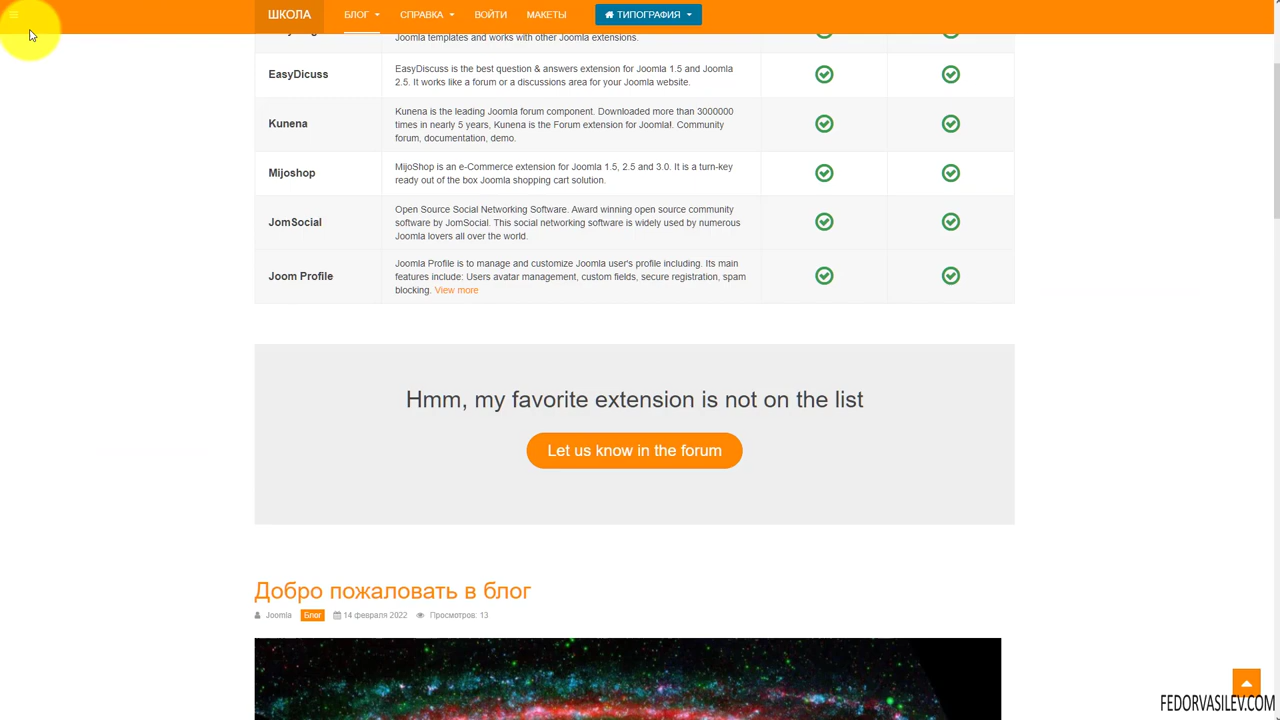 ШКОЛА БЛОГ СПРАВКА ВОЙТИ МАКЕТЫ ТИПОГРАФИЯ
Joomla templates and works with other Joomla extensions.
EasyDicuss
EasyDiscuss is the best question & answers extension for Joomla 1.5 and Joomla
2.5. It works like a forum or a discussions area for your Joomla website.
Kunena
Kunena is the leading Joomla forum component. Downloaded more than 3000000
times in nearly 5 years, Kunena is the Forum extension for Joomla!. Community
forum, documentation, demo.
Mijoshop
MijoShop is an e-Commerce extension for Joomla 1.5, 2.5 and 3.0. It is a turn-key
ready out of the box Joomla shopping cart solution.
JomSocial
Open Source Social Networking Software. Award winning open source community
software by JomSocial. This social networking software is widely used by numerous
Joomla lovers all over the world.
Joom Profile
Joomla Profile is to manage and customize Joomla user's profile including. Its main
features include: Users avatar management, custom fields, secure registration, spam
blocking. View more
Hmm, my favorite extension is not on the list
Let us know in the forum
Добро пожаловать в блог
Joomla Блог 14 февраля 2022 Просмотров: 13
FEDORVASILEV.COM